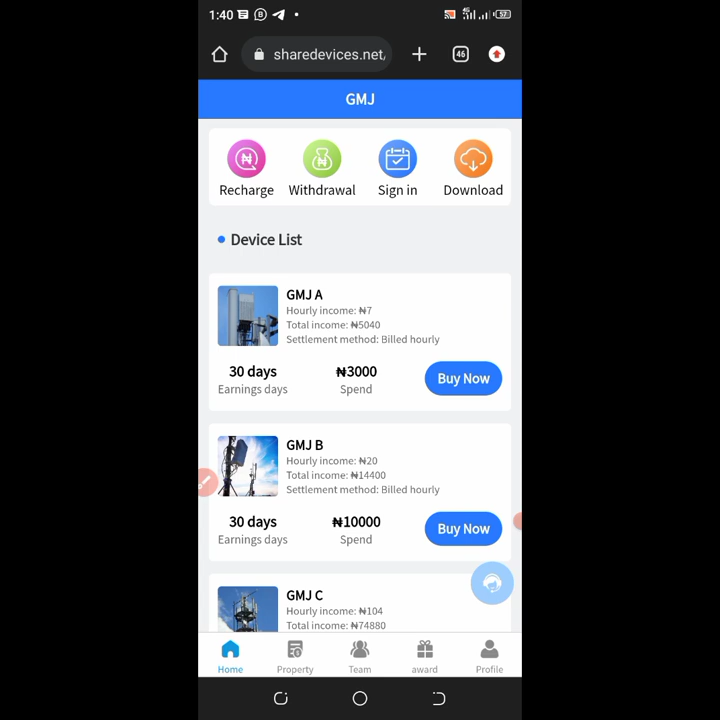 1:40
57
sharedevices.net,
46
GMJ
Recharge
Withdrawal
Sign in
Download
Device List
GMJ A
Hourly income: ₦7
Total income: ₦5040
Settlement method: Billed hourly
30 days
₦3000
Buy Now
Earnings days
Spend
GMJ B
Hourly income: ₦20
Total income: ₦14400
Settlement method: Billed hourly
30 days
₦10000
Buy Now
Earnings days
Spend
GMJ C
Hourly income: ₦104
Total income: ₦74880
Home
Property
Team
award
Profile